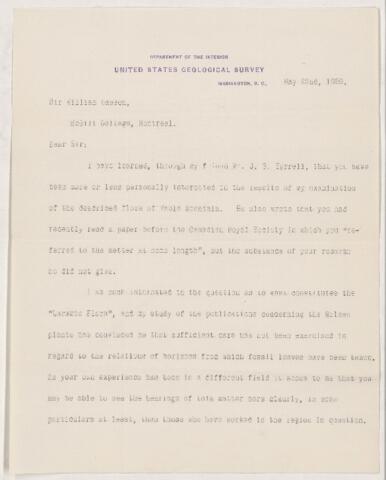 DEPARTMENT OF THE INTERIOR
UNITED STATES GEOLOGICAL SURVEY
WASHINGTON, D. C.
May 22nd,
Sir William Dawson,
McGill College, Montreal.
Dear Sir:
I have learned, through my friend Mr. J. B. Tyrrell, that you have
been more or less personally interested in the results of my examination
of the described flora of Mountain. He also wrote that you had
recently read a paper before the Canadian Royal Society in which you "re-
ferred to the matter at some length", but the substance of your remarks
he did not give.
I am much interested in the question as to what constitutes the
"Laramie Flora", and my study of the publications concerning the Golden
plants has convinced me that sufficient care has not been exercised in
regard to the relations of horizons from which fossil leaves have been taken.
As your own experience has been in a different field it seems to me that you
may be able to see the bearings of this matter more clearly, in some
particulars at least, than those who have worked in the region in question.